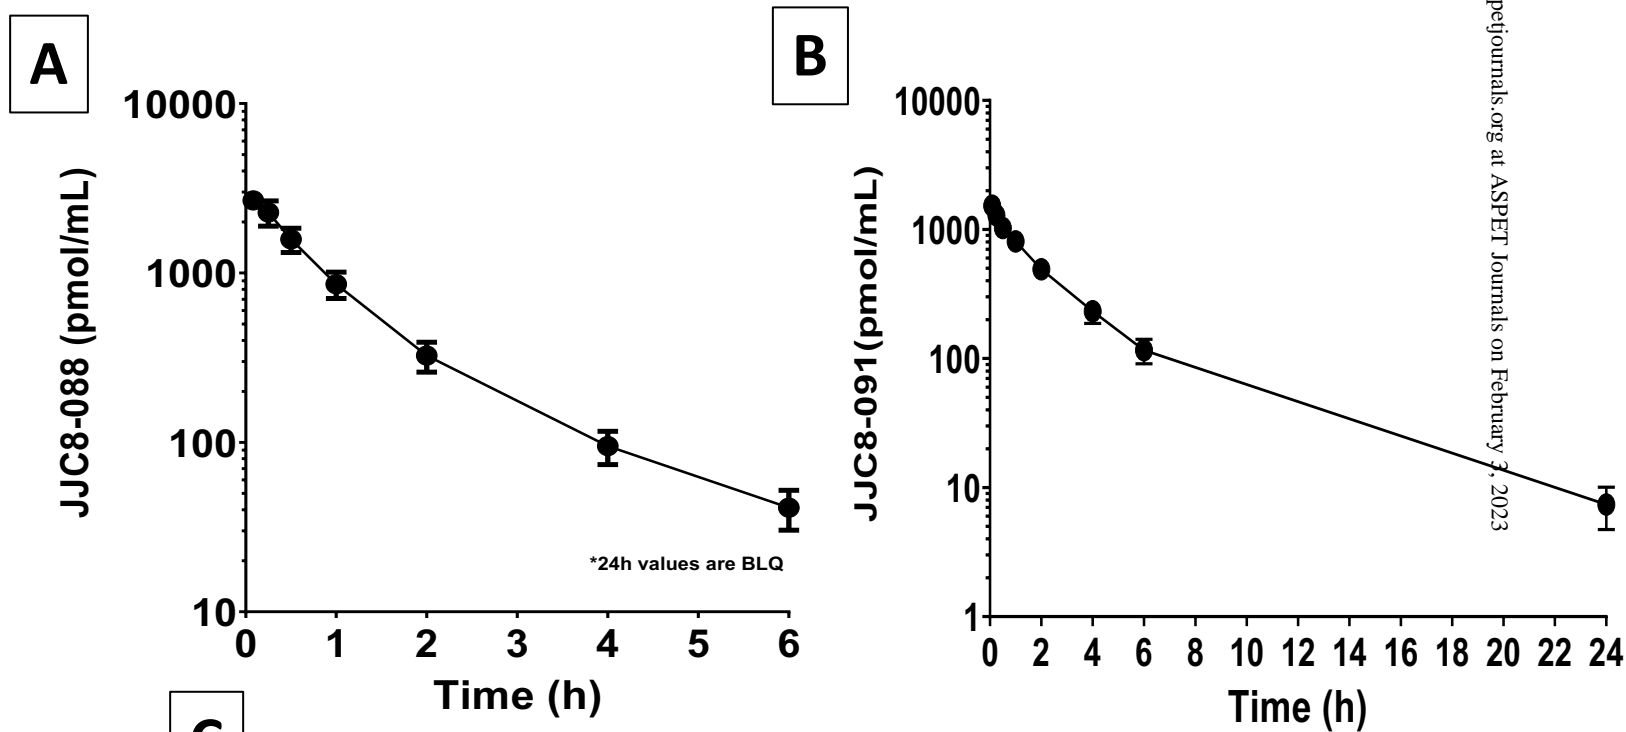 A
JJC8-088 (pmol/mL)
10000
1000
100
10
0 1 2 3 4 5 6
*24h values are BLQ
Time (h)
B
JJC8-091(pmol/mL)
10000
1000
100
10
1
0 2 4 6 8 10 12 14 16 18 20 22 24
Time (h)
petjournals.org at ASPET Journals on February 3, 2023